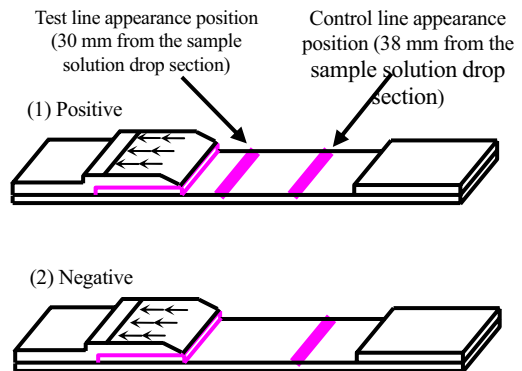 Test line appearance position
(30 mm from the sample
solution drop section)
Control line appearance
position (38 mm from the
sample solution drop
section)
(1) Positive
(2) Negative